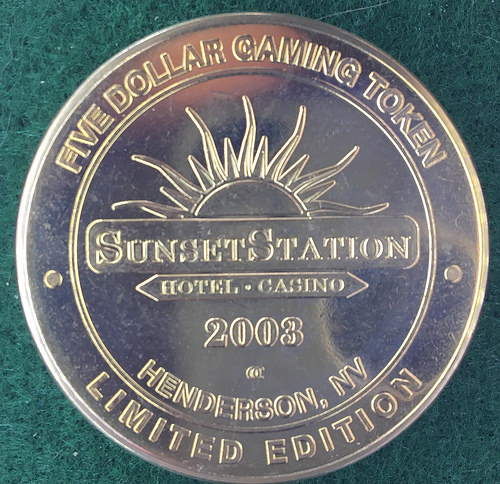 FIVE DOLLAR GAMING TOKEN
SUNSETSTATION
HOTEL · CASINO
2003
HENDERSON, NV
LIMITED EDITION